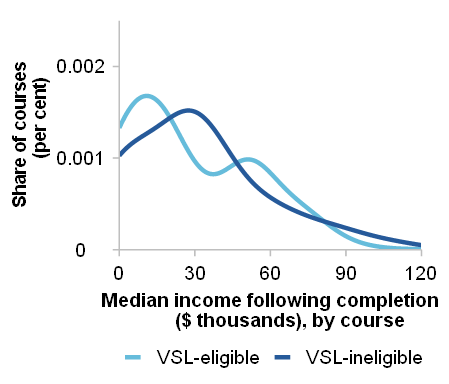 Share of courses
(per cent)
0.002
0.001
0
0 30 60 90 120
Median income following completion
($ thousands), by course
VSL-eligible VSL-ineligible